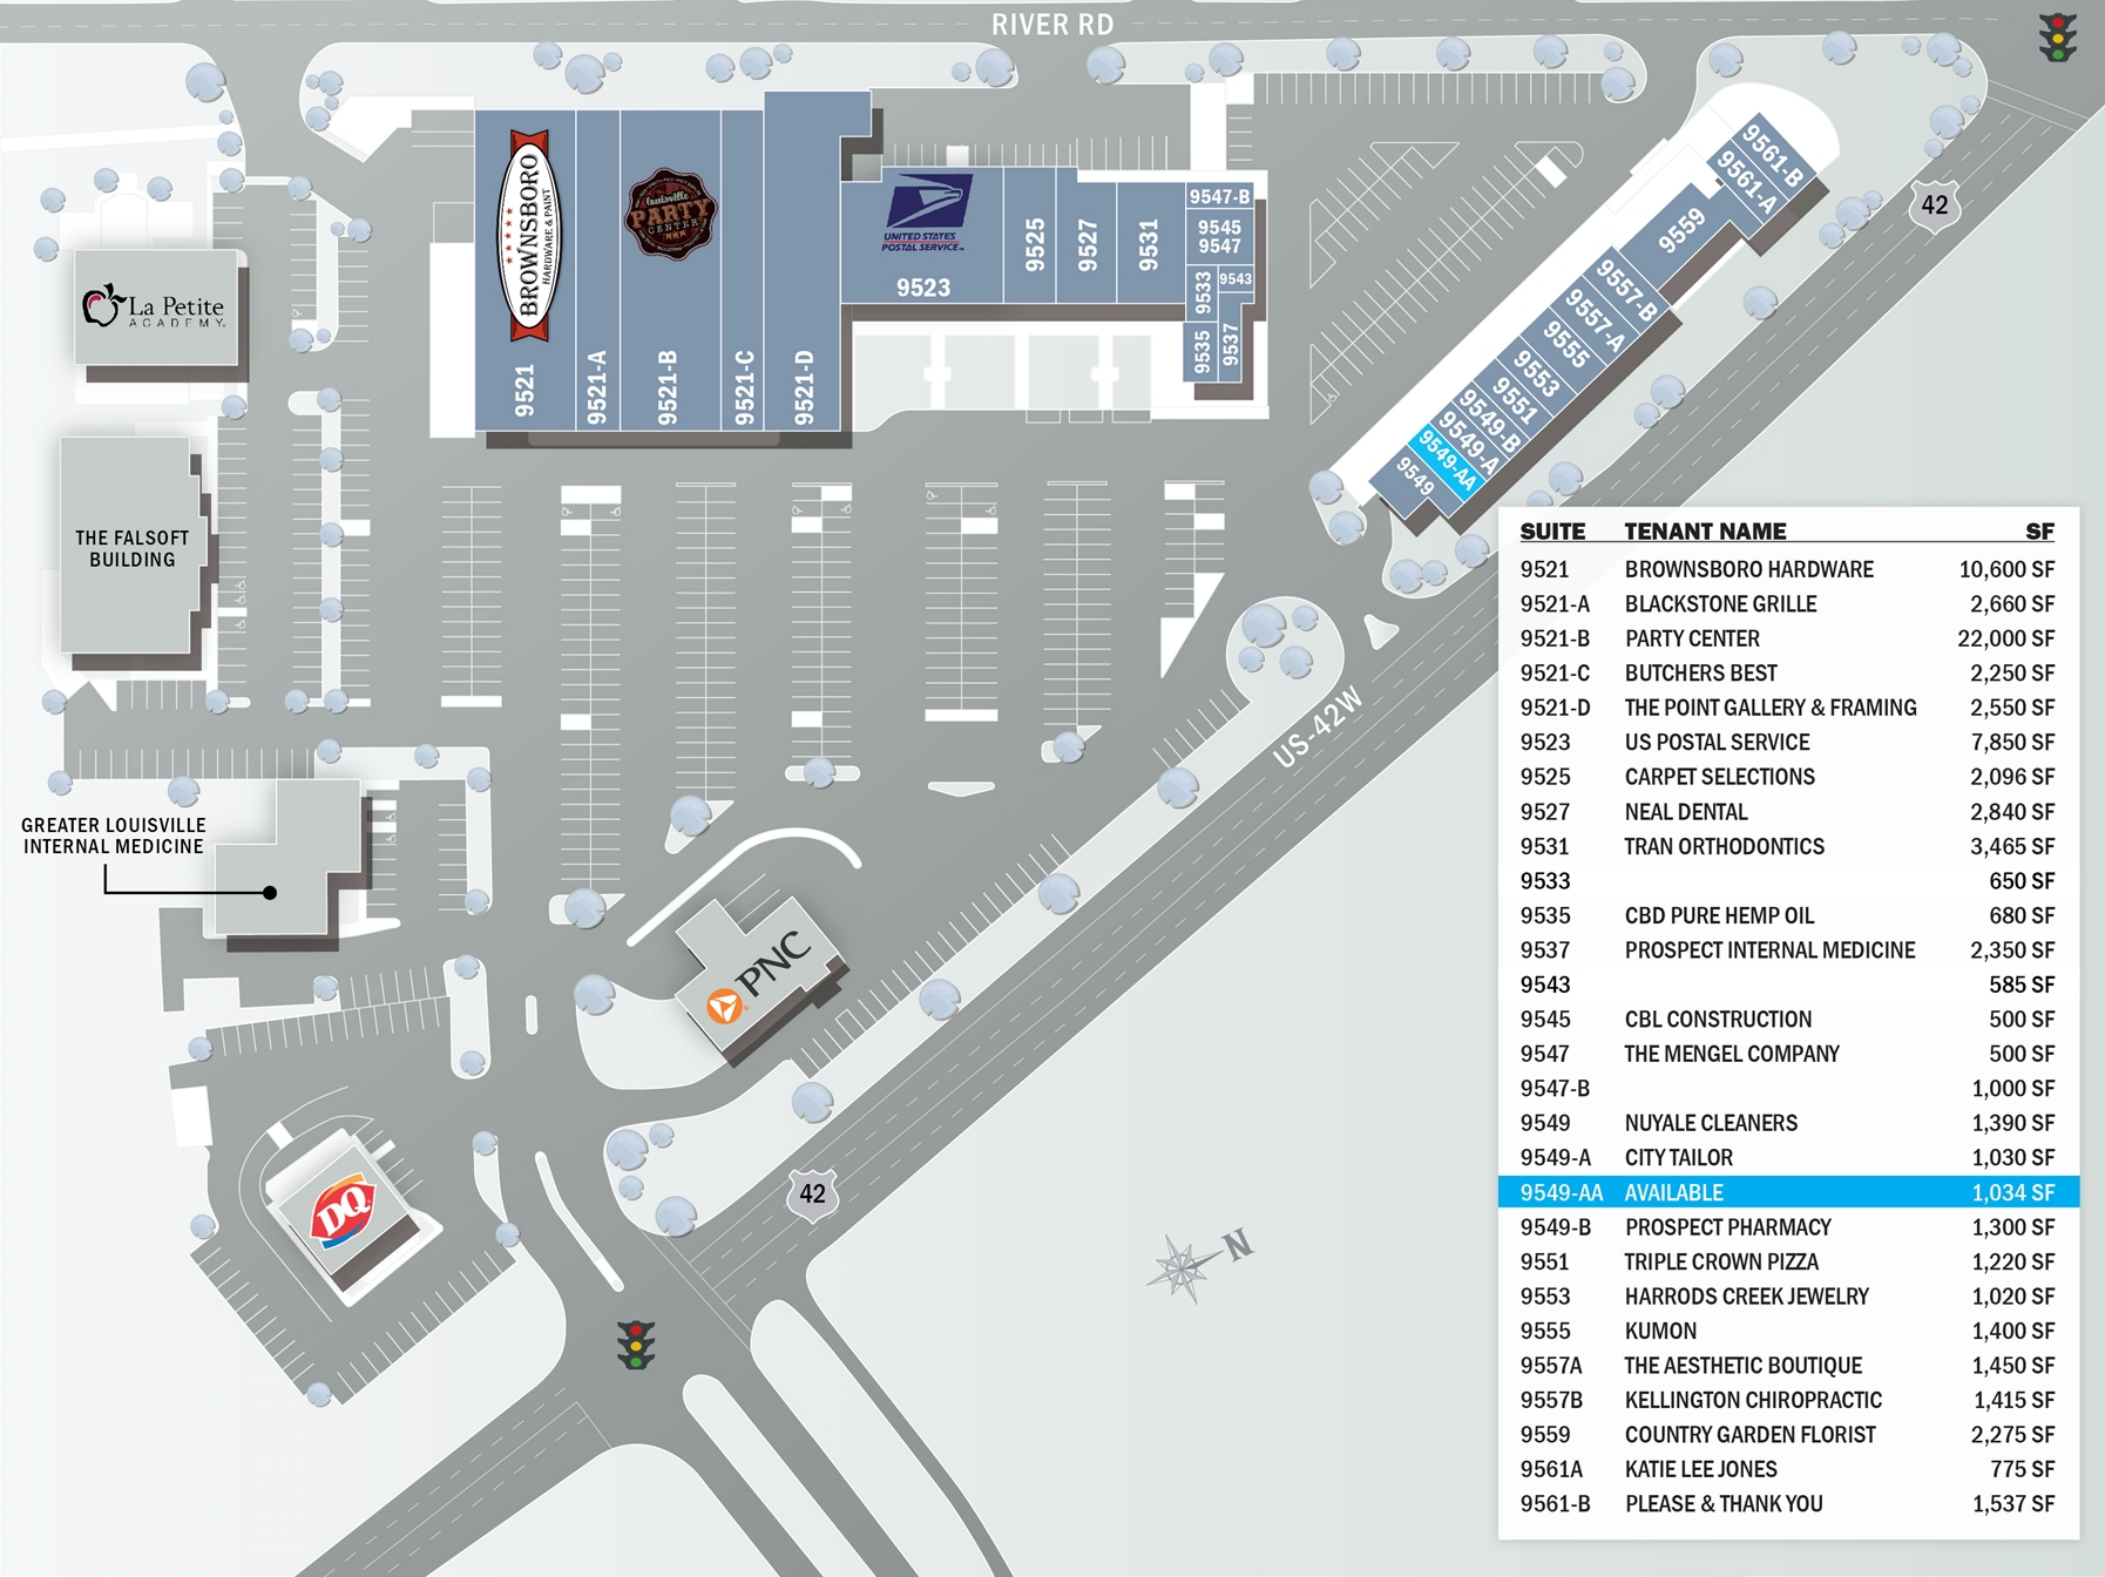 RIVER RD
42
BROWNSBORO
HARDWARE & PAINT
9521
9521-A
louisville
PARTY
CENTER
9521-B
9521-C
9521-D
UNITED STATES
POSTAL SERVICE
9523
9525
9527
9531
9547-B
9545
9547
9533
9543
9535
9537
9561-B
9561-A
9559
9557-B
9557-A
9555
9553
9551
9549-B
9549-A
9549-AA
9549
La Petite
ACADEMY
THE FALSOFT
BUILDING
GREATER LOUISVILLE
INTERNAL MEDICINE
US-42W
PNC
DQ
42
N
SUITE TENANT NAME SF
9521 BROWNSBORO HARDWARE 10,600 SF
9521-A BLACKSTONE GRILLE 2,660 SF
9521-B PARTY CENTER 22,000 SF
9521-C BUTCHERS BEST 2,250 SF
9521-D THE POINT GALLERY & FRAMING 2,550 SF
9523 US POSTAL SERVICE 7,850 SF
9525 CARPET SELECTIONS 2,096 SF
9527 NEAL DENTAL 2,840 SF
9531 TRAN ORTHODONTICS 3,465 SF
9533 650 SF
9535 CBD PURE HEMP OIL 680 SF
9537 PROSPECT INTERNAL MEDICINE 2,350 SF
9543 585 SF
9545 CBL CONSTRUCTION 500 SF
9547 THE MENGEL COMPANY 500 SF
9547-B 1,000 SF
9549 NUYALE CLEANERS 1,390 SF
9549-A CITY TAILOR 1,030 SF
9549-AA AVAILABLE 1,034 SF
9549-B PROSPECT PHARMACY 1,300 SF
9551 TRIPLE CROWN PIZZA 1,220 SF
9553 HARRODS CREEK JEWELRY 1,020 SF
9555 KUMON 1,400 SF
9557A THE AESTHETIC BOUTIQUE 1,450 SF
9557B KELLINGTON CHIROPRACTIC 1,415 SF
9559 COUNTRY GARDEN FLORIST 2,275 SF
9561A KATIE LEE JONES 775 SF
9561-B PLEASE & THANK YOU 1,537 SF